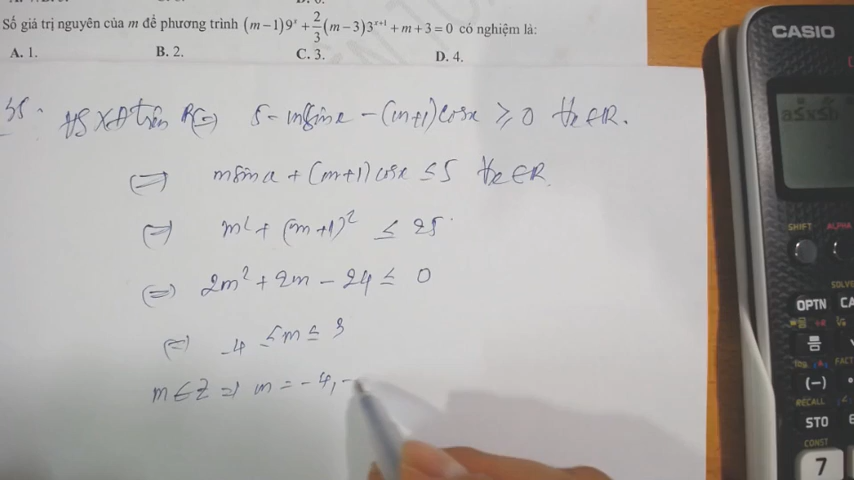 Số giá trị nguyên của m để phương trình (m−1)9^x + 2/3 (m−3)3^{x+1} + m + 3 = 0 có nghiệm là:
A. 1. B. 2. C. 3. D. 4.
HS XĐ trên R ⇔ 5 - msinx - (m+1)cosx ≥ 0 ∀x∈R.
⇔ msinx + (m+1)cosx ≤ 5 ∀x∈R
⇔ m² + (m+1)² ≤ 25
⇔ 2m² + 2m - 24 ≤ 0
⇔ -4 ≤ m ≤ 3
m ∈ Z ⇒ m = -4, -
CASIO
SHIFT ALPHA
OPTN
(−)
RECALL
STO
CONST
7